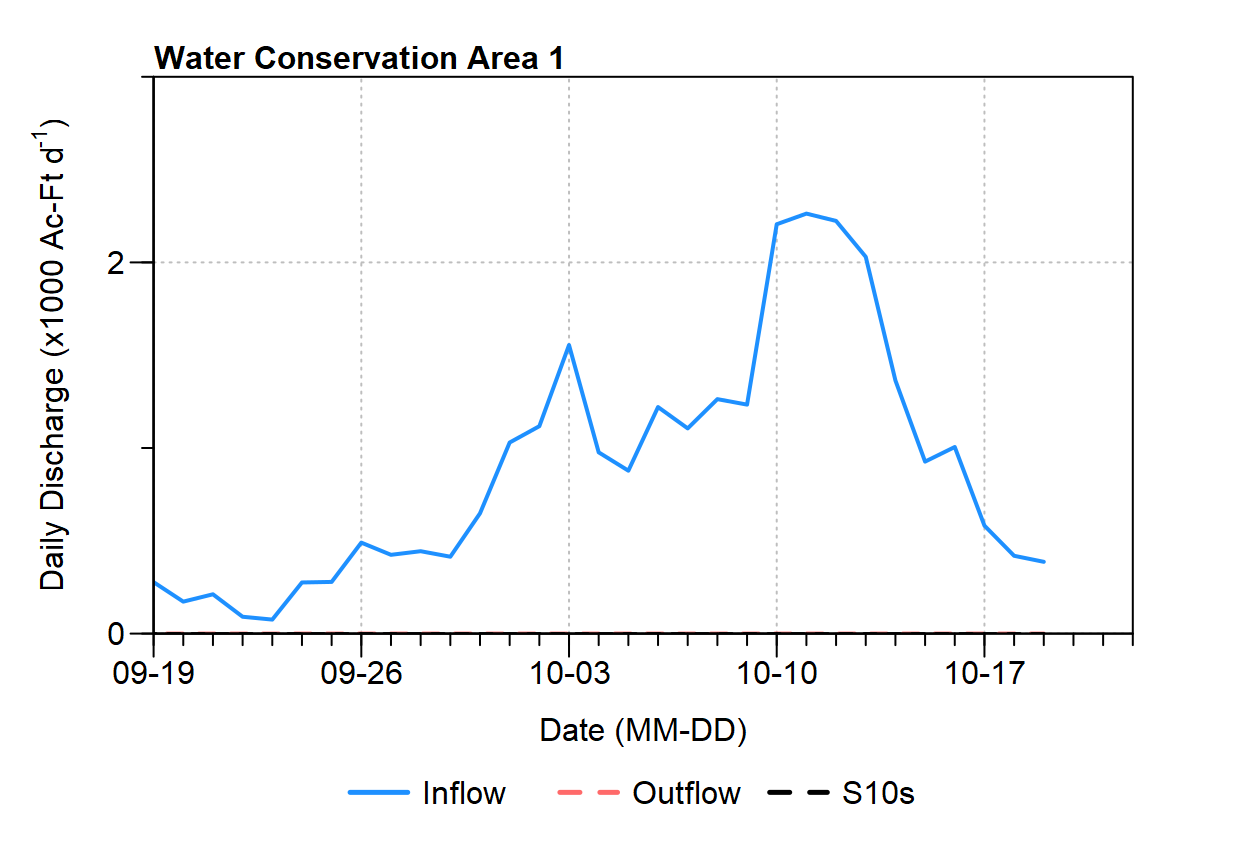 Water Conservation Area 1
Daily Discharge (x1000 Ac-Ft d⁻¹)
2
0
09-19 09-26 10-03 10-10 10-17
Date (MM-DD)
Inflow Outflow S10s